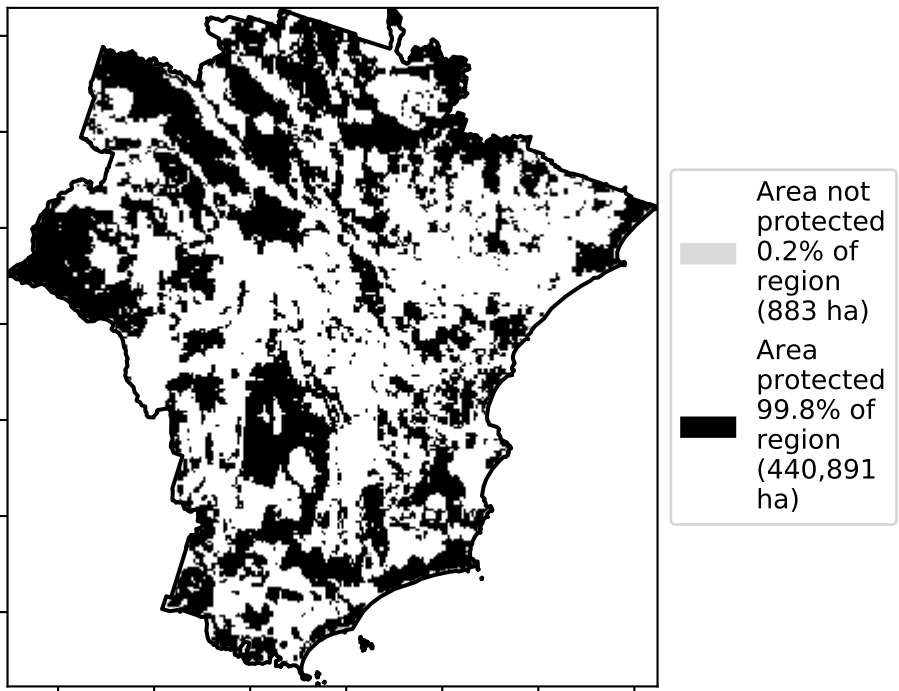 Area not
protected
0.2% of
region
(883 ha)
Area
protected
99.8% of
region
(440,891
ha)